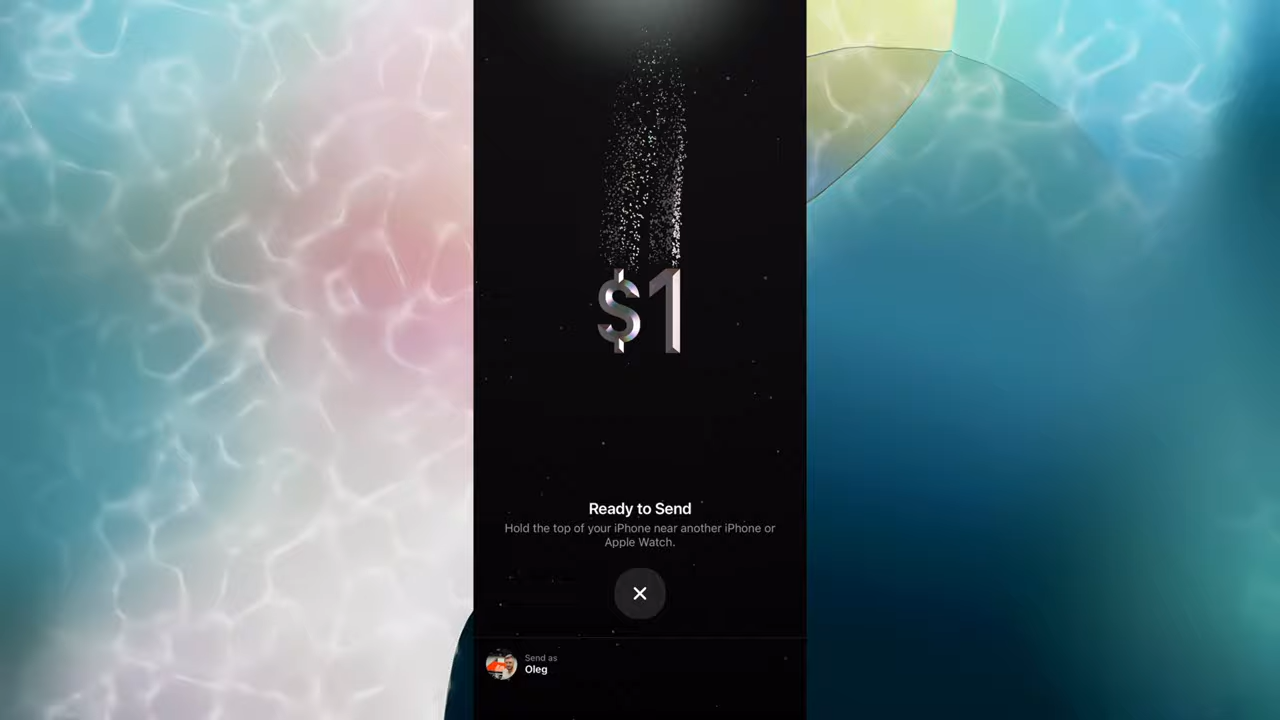 $1
Ready to Send
Hold the top of your iPhone near another iPhone or
Apple Watch.
Send as
Oleg